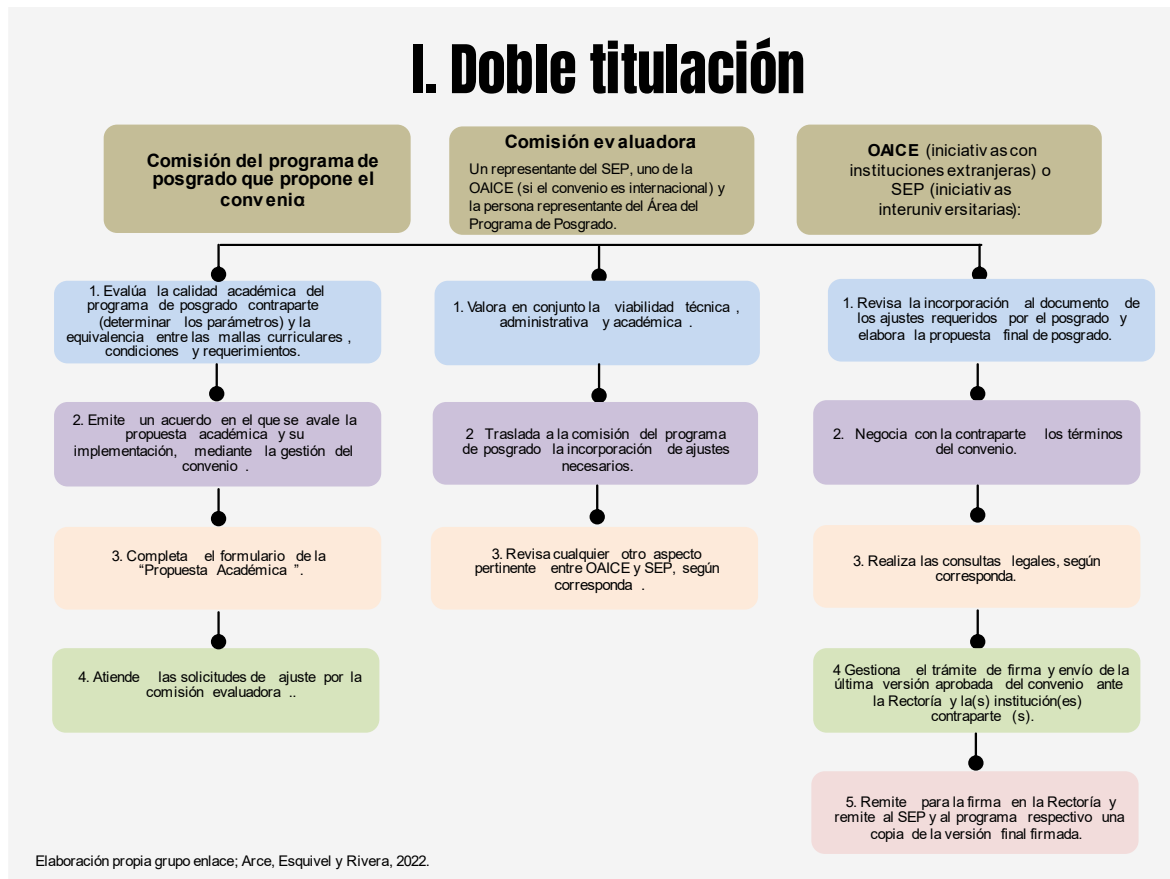 I. Doble titulación
Comisión del programa de
posgrado que propone el
convenio:
Comisión evaluadora:
Un representante del SEP, uno de la
OAICE (si el convenio es internacional) y
la persona representante del Área del
Programa de Posgrado.
OAICE (iniciativas con
instituciones extranjeras) o
SEP (iniciativas
interuniversitarias):
1. Evalúa la calidad académica del
programa de posgrado contraparte
(determinar los parámetros) y la
equivalencia entre las mallas curriculares ,
condiciones y requerimientos.
2. Emite un acuerdo en el que se avale la
propuesta académica y su
implementación, mediante la gestión del
convenio .
3. Completa el formulario de la
“Propuesta Académica ”.
4. Atiende las solicitudes de ajuste por la
comisión evaluadora ..
1. Valora en conjunto la viabilidad técnica ,
administrativa y académica .
2 Traslada a la comisión del programa
de posgrado la incorporación de ajustes
necesarios.
3. Revisa cualquier otro aspecto
pertinente entre OAICE y SEP, según
corresponda .
1. Revisa la incorporación al documento de
los ajustes requeridos por el posgrado y
elabora la propuesta final de posgrado.
2. Negocia con la contraparte los términos
del convenio.
3. Realiza las consultas legales, según
corresponda.
4 Gestiona el trámite de firma y envío de la
última versión aprobada del convenio ante
la Rectoría y la(s) institución(es)
contraparte (s).
5. Remite para la firma en la Rectoría y
remite al SEP y al programa respectivo una
copia de la versión final firmada.
Elaboración propia grupo enlace; Arce, Esquivel y Rivera, 2022.